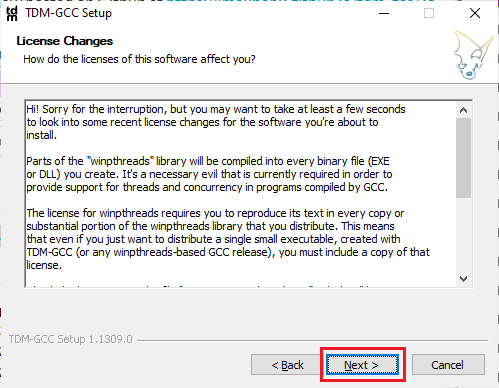 TDM-GCC Setup
License Changes
How do the licenses of this software affect you?
Hi! Sorry for the interruption, but you may want to take at least a few seconds
to look into some recent license changes for the software you're about to
install.
Parts of the "winpthreads" library will be compiled into every binary file (EXE
or DLL) you create. It's a necessary evil that is currently required in order to
provide support for threads and concurrency in programs compiled by GCC.
The license for winpthreads requires you to reproduce its text in every copy or
substantial portion of the winpthreads library that you distribute. This means
that even if you just want to distribute a single small executable, created with
TDM-GCC (or any winpthreads-based GCC release), you must include a copy of that
license.
TDM-GCC Setup 1.1309.0
< Back
Next >
Cancel